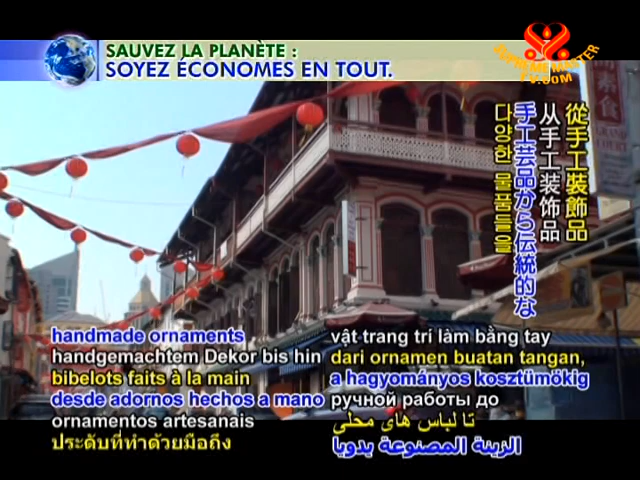 SAUVEZ LA PLANÈTE :
SOYEZ ÉCONOMES EN TOUT.
SUPREME MASTER
TV.COM
從手工裝飾品
从手工装饰品
手工芸品から伝統的な
다양한 물품들을
handmade ornaments
handgemachtem Dekor bis hin
bibelots faits à la main
desde adornos hechos a mano
ornamentos artesanais
ประดับที่ทำด้วยมือถึง
vật trang trí làm bằng tay
dari ornamen buatan tangan,
a hagyományos kosztümökig
ручной работы до
تا لباس های محلی
الزينة المصنوعة يدويا